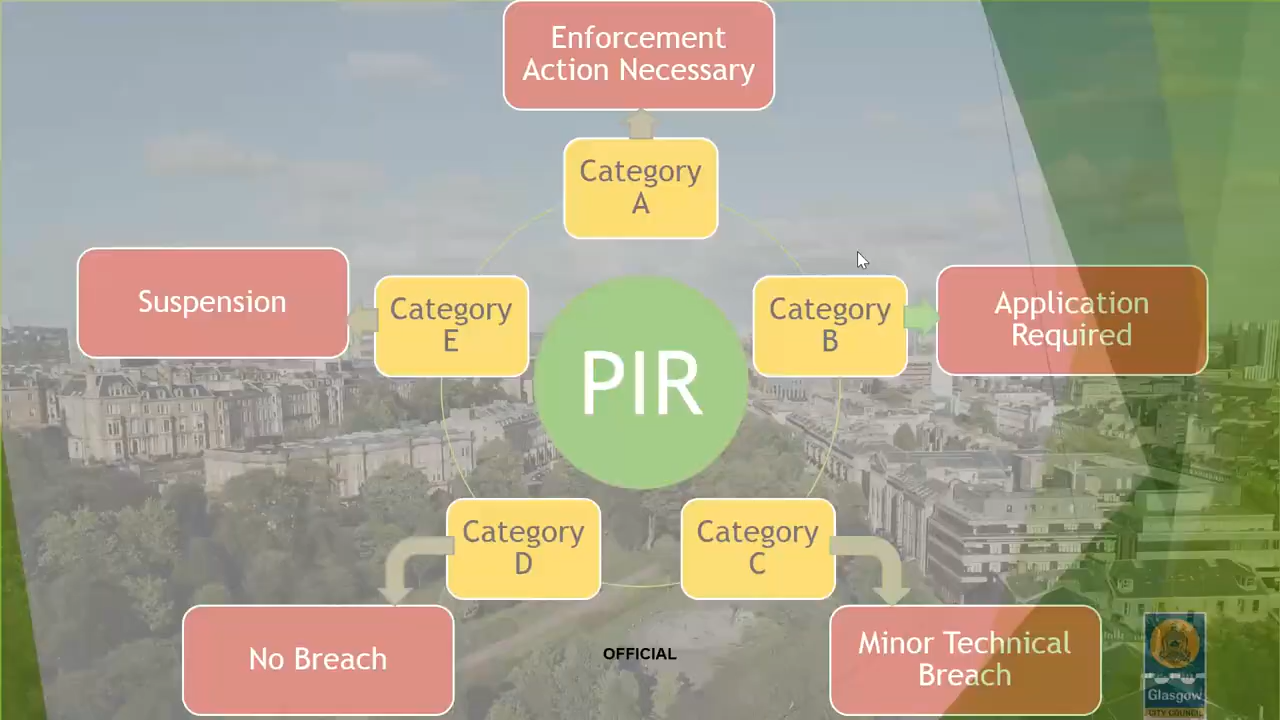 Enforcement
Action Necessary
Category
A
Suspension
Category
E
PIR
Category
B
Application
Required
Category
D
Category
C
No Breach
OFFICIAL
Minor Technical
Breach
Glasgow
CITY COUNCIL